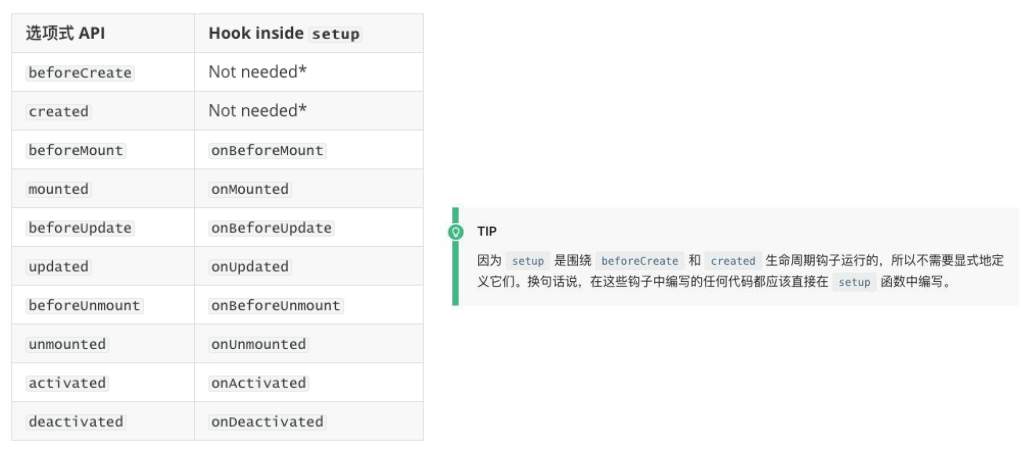 选项式 API Hook inside setup
beforeCreate Not needed*
created Not needed*
beforeMount onBeforeMount
mounted onMounted
beforeUpdate onBeforeUpdate
updated onUpdated
beforeUnmount onBeforeUnmount
unmounted onUnmounted
activated onActivated
deactivated onDeactivated
TIP
因为 setup 是围绕 beforeCreate 和 created 生命周期钩子运行的，所以不需要显式地定
义它们。换句话说，在这些钩子中编写的任何代码都应该直接在 setup 函数中编写。